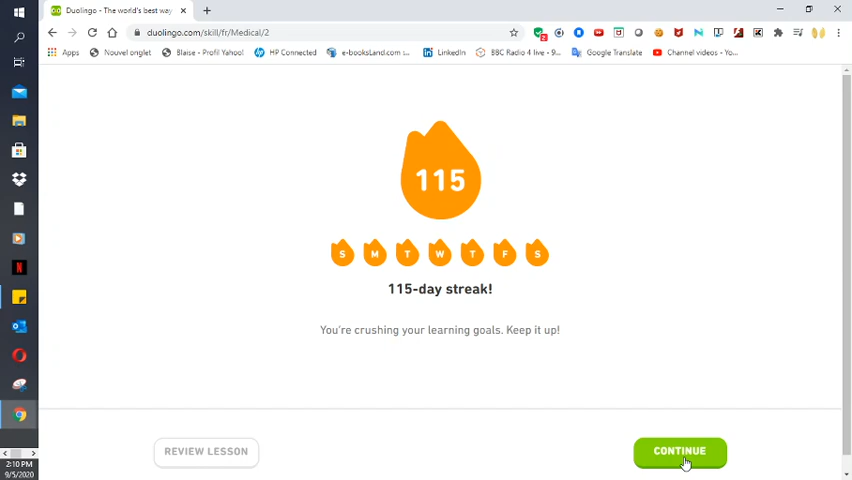 Duolingo - The world's best way
duolingo.com/skill/fr/Medical/2
Apps Nouvel onglet Blaise - Profil Yahoo! HP Connected e-booksLand.com :... LinkedIn BBC Radio 4 live - 9... Google Translate Channel videos - Yo...
115
S M T W T F S
115-day streak!
You're crushing your learning goals. Keep it up!
REVIEW LESSON
CONTINUE
2:10 PM
9/5/2020